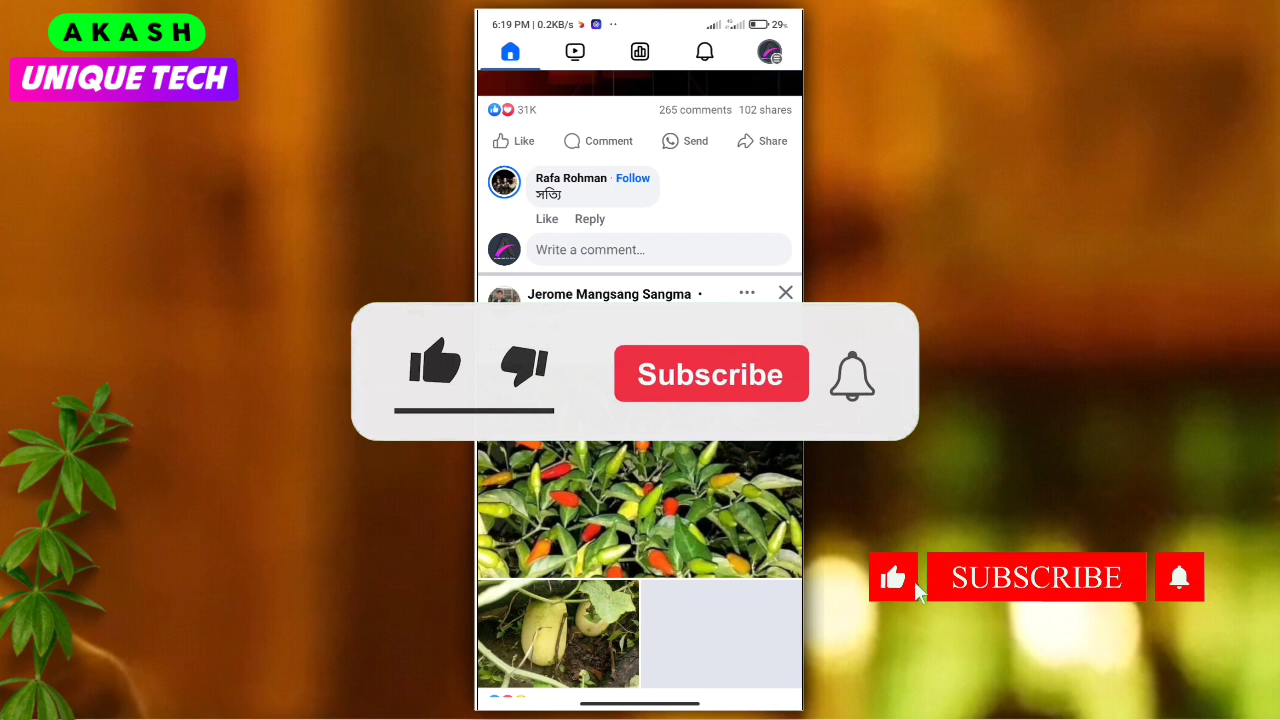 AKASH
UNIQUE TECH
6:19 PM | 0.2KB/s
4G
29%
31K
265 comments 102 shares
Like Comment Send Share
Rafa Rohman · Follow
সত্যি
Like Reply
Write a comment...
Jerome Mangsang Sangma •
Subscribe
SUBSCRIBE